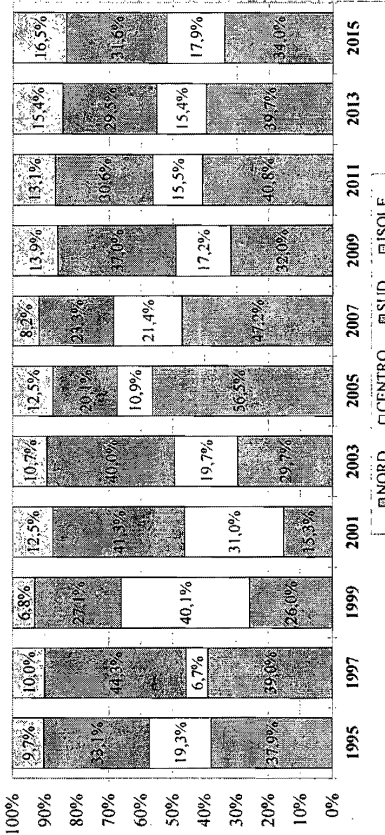 100%
90%
80%
70%
60%
50%
40%
30%
20%
10%
0%
9,7% 10,0% 6,8% 12,5% 10,7% 12,5% 8,2% 13,9% 13,1% 15,4% 16,5%
33,1% 44,3% 27,1% 41,3% 40,0% 20,1% 23,3% 37,0% 30,6% 29,5% 31,6%
19,3% 6,7% 40,1% 31,0% 19,7% 10,9% 21,4% 17,2% 15,5% 15,4% 17,9%
37,9% 39,0% 26,0% 15,3% 29,7% 56,5% 47,2% 32,0% 40,8% 39,7% 34,0%
1995 1997 1999 2001 2003 2005 2007 2009 2011 2013 2015
NORD CENTRO SUD ISOLE